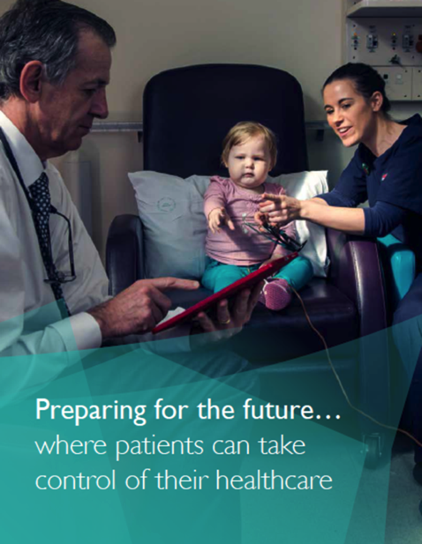 Preparing for the future…
where patients can take
control of their healthcare